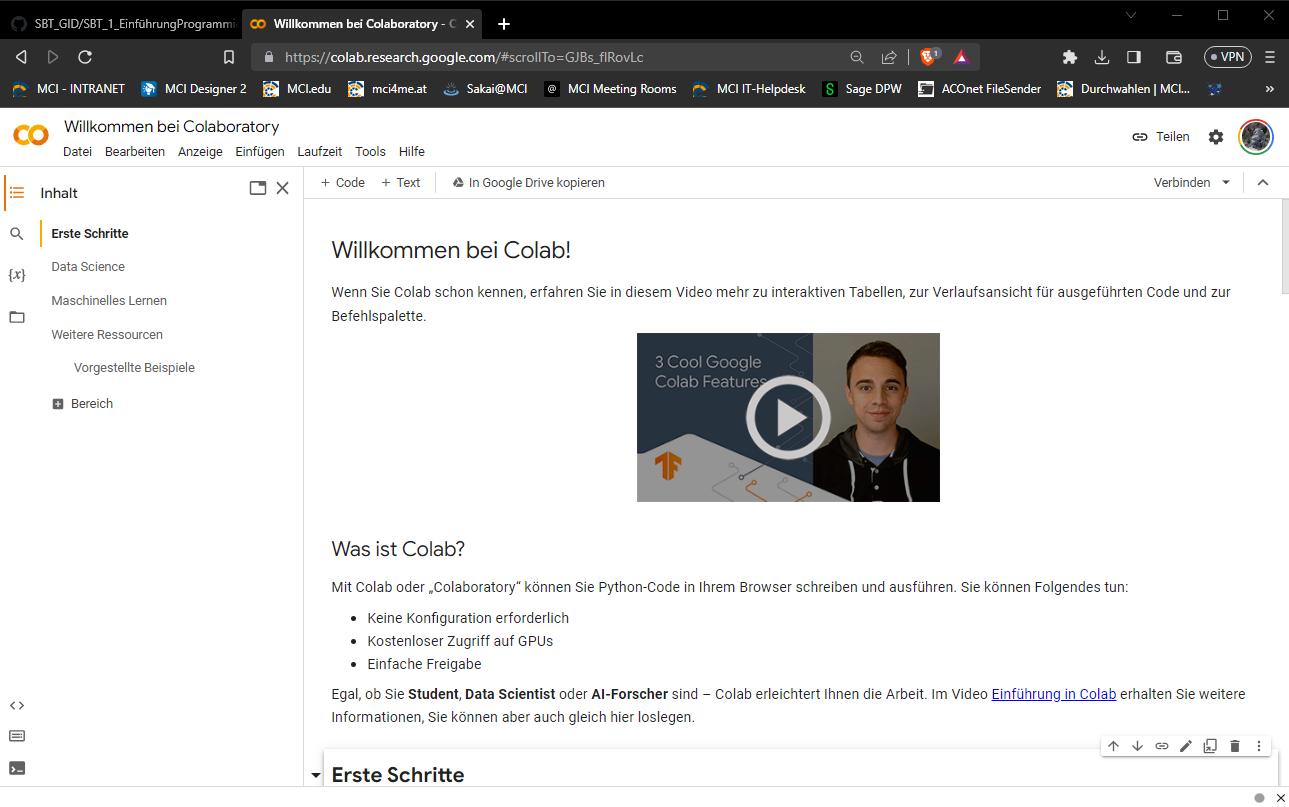 SBT_GID/SBT_1_EinführungProgrammi
Willkommen bei Colaboratory - C
https://colab.research.google.com/#scrollTo=GJBs_flRovLc
1
VPN
MCI - INTRANET
MCI Designer 2
MCI.edu
mci4me.at
Sakai@MCI
@ MCI Meeting Rooms
MCI IT-Helpdesk
S Sage DPW
ACOnet FileSender
Durchwahlen | MCI...
»
Willkommen bei Colaboratory
Teilen
Datei Bearbeiten Anzeige Einfügen Laufzeit Tools Hilfe
Inhalt
+ Code + Text
In Google Drive kopieren
Verbinden
Erste Schritte
{x}
Data Science
Maschinelles Lernen
Weitere Ressourcen
Vorgestellte Beispiele
Bereich
Willkommen bei Colab!
Wenn Sie Colab schon kennen, erfahren Sie in diesem Video mehr zu interaktiven Tabellen, zur Verlaufsansicht für ausgeführten Code und zur
Befehlspalette.
3 Cool Google
Colab Features
Was ist Colab?
Mit Colab oder „Colaboratory“ können Sie Python-Code in Ihrem Browser schreiben und ausführen. Sie können Folgendes tun:
• Keine Konfiguration erforderlich
• Kostenloser Zugriff auf GPUs
• Einfache Freigabe
Egal, ob Sie Student, Data Scientist oder AI-Forscher sind – Colab erleichtert Ihnen die Arbeit. Im Video Einführung in Colab erhalten Sie weitere
Informationen, Sie können aber auch gleich hier loslegen.
Erste Schritte